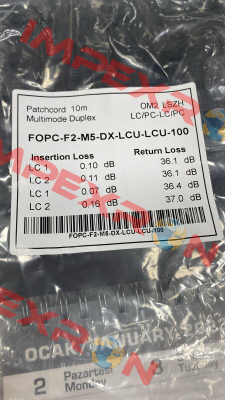 Patchcord 10m OM2 LSZH
Multimode Duplex LC/PC-LC/PC
FOPC-F2-M5-DX-LCU-LCU-100
Insertion Loss Return Loss
LC 1 0.10 dB 36.1 dB
LC 2 0.11 dB 36.1 dB
LC 1 0.07 dB 36.4 dB
LC 2 0.16 dB 37.0 dB
FOPC-F2-M5-DX-LCU-LCU-100
IMPEXRON
OCAK JANUARY
2 Pazartesi
Monday
3
Tuesday